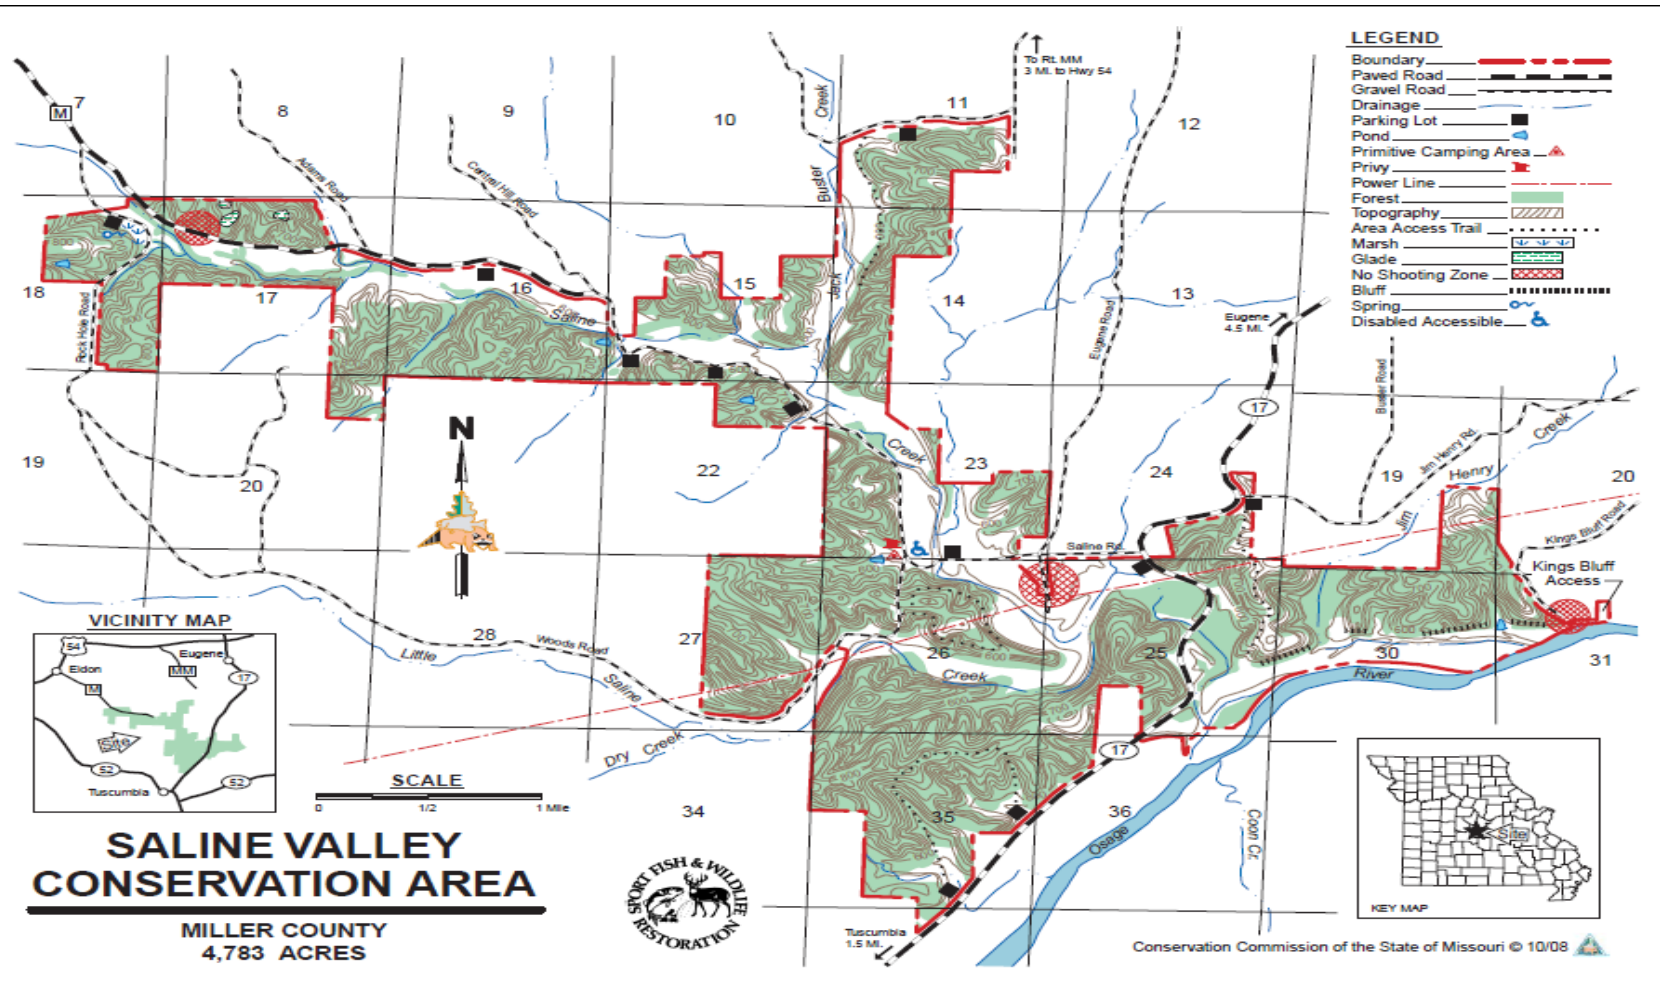 LEGEND
Boundary
Paved Road
Gravel Road
Drainage
Parking Lot
Pond
Primitive Camping Area
Privy
Power Line
Forest
Topography
Area Access Trail
Marsh
Glade
No Shooting Zone
Bluff
Spring
Disabled Accessible
To Rt. MM
3 MI. to Hwy 54
M
7
8
9
10
11
12
Creek
Buster
Jack
Adams Road
Central Hill Road
Rock Hole Road
18
17
16
15
14
13
Saline
600
700
Eugene Road
Eugene
4.5 MI.
17
Buster Road
Jim Henry Rd.
Creek
Henry
Jim
19
20
22
Creek
23
24
19
20
N
Kings Bluff Road
Kings Bluff
Access
Saline Rd.
28
Woods Road
Little
Saline
27
26
600
Creek
25
30
31
River
Dry Creek
17
34
35
36
Osage
Coon Cr.
Tuscumbia
1.5 MI.
VICINITY MAP
54
Eldon
Eugene
MM
M
17
Site
52
52
Tuscumbia
SCALE
0 1/2 1 Mile
SALINE VALLEY
CONSERVATION AREA
MILLER COUNTY
4,783 ACRES
SPORT FISH & WILDLIFE
RESTORATION
Site
KEY MAP
Conservation Commission of the State of Missouri © 10/08